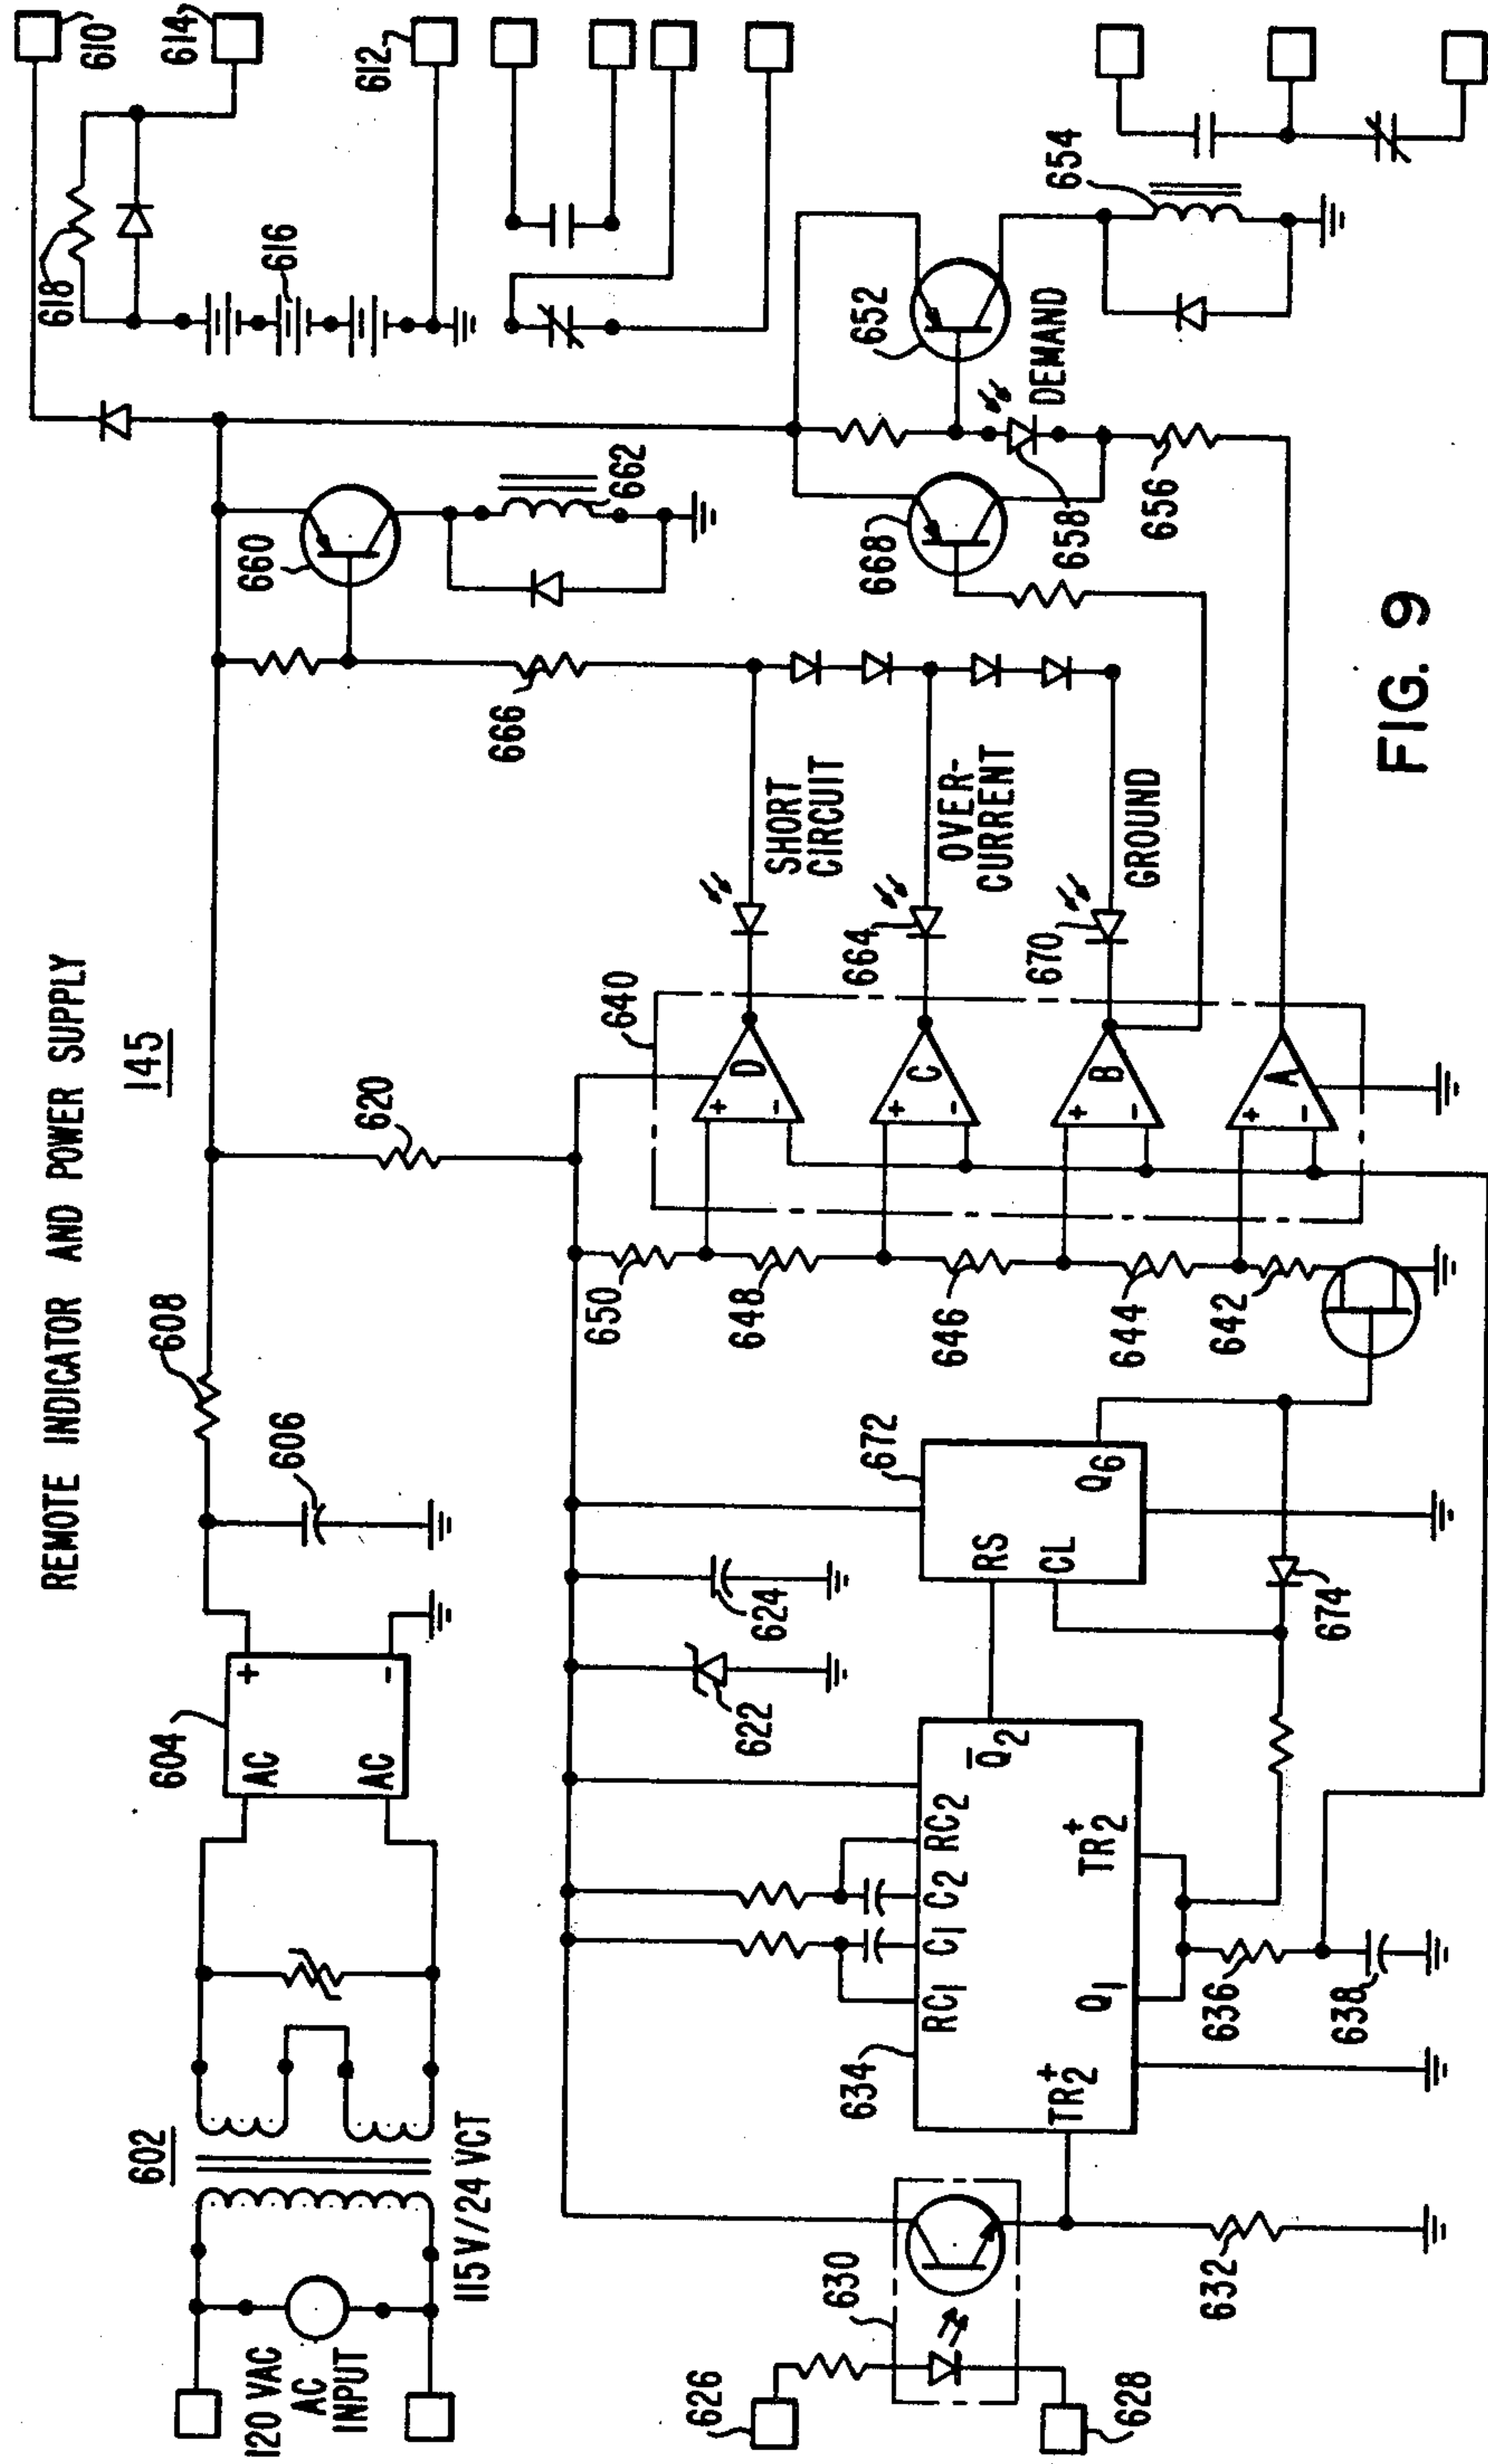 REMOTE INDICATOR AND POWER SUPPLY
145
120 VAC
AC
INPUT
602
115V/24 VCT
604
AC
AC
+
-
606
608
610
614
612
616
618
620
622
624
626
628
630
632
634
RC1
C1
C2
RC2
Q̅2
TR2+
Q1
TR2+
636
638
672
RS
CL
Q6
674
640
650
648
646
644
642
D
+
-
C
+
-
B
+
-
A
+
-
SHORT
CIRCUIT
664
OVER-
CURRENT
670
GROUND
660
662
666
668
658
DEMAND
652
654
656
FIG. 9